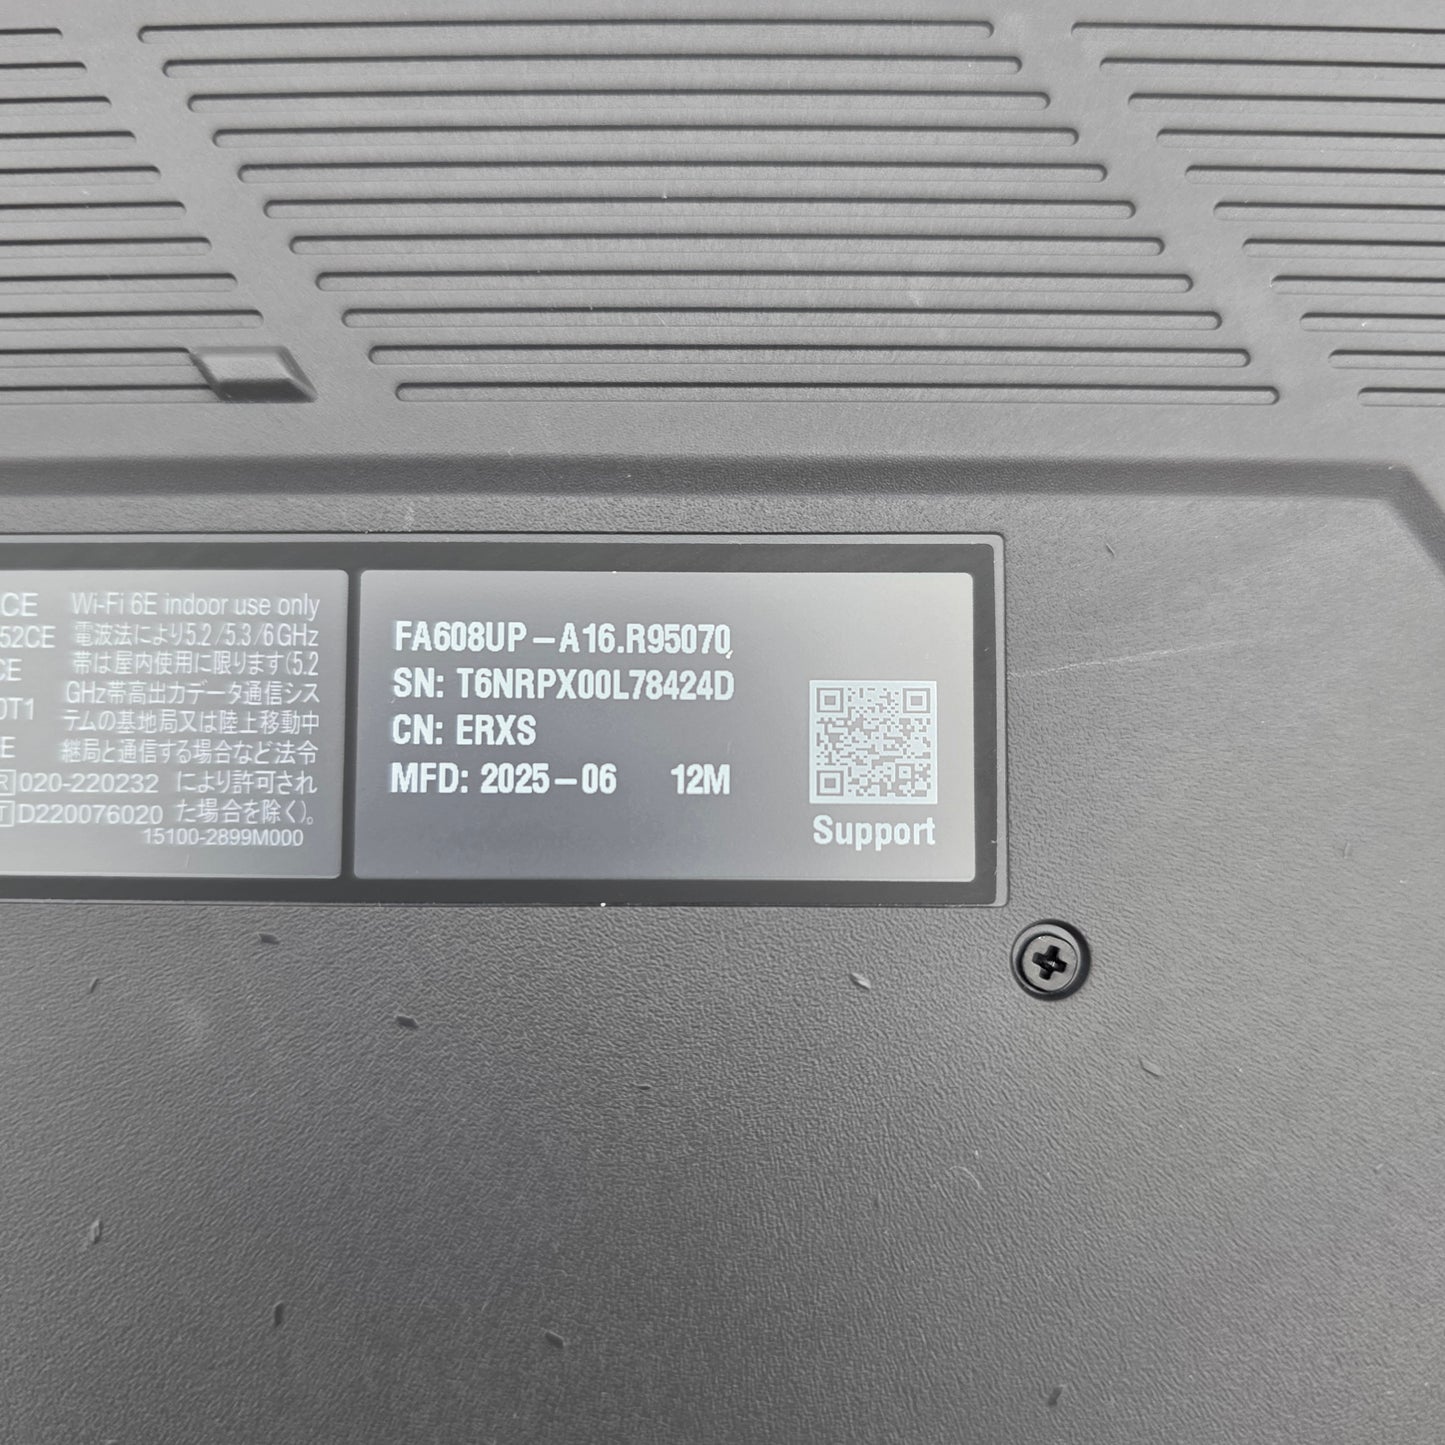 CE
52CE
CE
OT1
E
R 020-220232
T D220076020
Wi-Fi 6E indoor use only
電波法により5.2/5.3/6GHz
帯は屋内使用に限ります(5.2
GHz帯高出力データ通信シス
テムの基地局又は陸上移動中
継局と通信する場合など法令
により許可され
た場合を除く)。
15100-2899M000
FA608UP-A16.R95070
SN: T6NRPX00L78424D
CN: ERXS
MFD: 2025-06 12M
Support